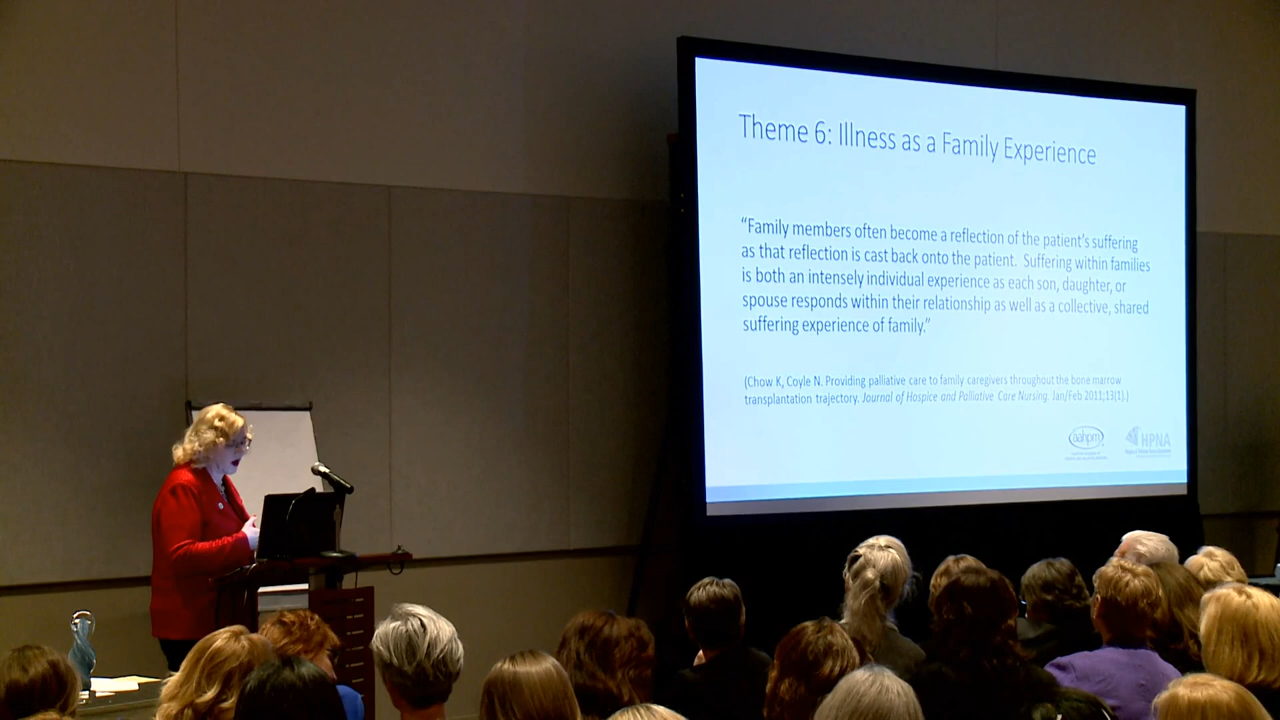 Theme 6: Illness as a Family Experience
“Family members often become a reflection of the patient’s suffering
as that reflection is cast back onto the patient.  Suffering within families
is both an intensely individual experience as each son, daughter, or
spouse responds within their relationship as well as a collective, shared
suffering experience of family.”
(Chow K, Coyle N. Providing palliative care to family caregivers throughout the bone marrow
transplantation trajectory. Journal of Hospice and Palliative Care Nursing. Jan/Feb 2011;13(1).)
aahpm
HPNA